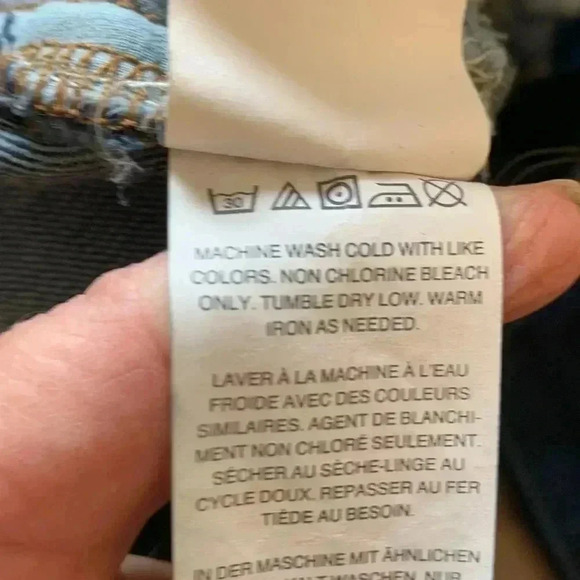 30
MACHINE WASH COLD WITH LIKE
COLORS. NON CHLORINE BLEACH
ONLY. TUMBLE DRY LOW. WARM
IRON AS NEEDED.
LAVER À LA MACHINE À L'EAU
FROIDE AVEC DES COULEURS
SIMILAIRES. AGENT DE BLANCHI-
MENT NON CHLORÉ SEULEMENT.
SÉCHER AU SÈCHE-LINGE AU
CYCLE DOUX. REPASSER AU FER
TIÈDE AU BESOIN.
IN DER MASCHINE MIT ÄHNLICHEN
WASCHEN. NUR